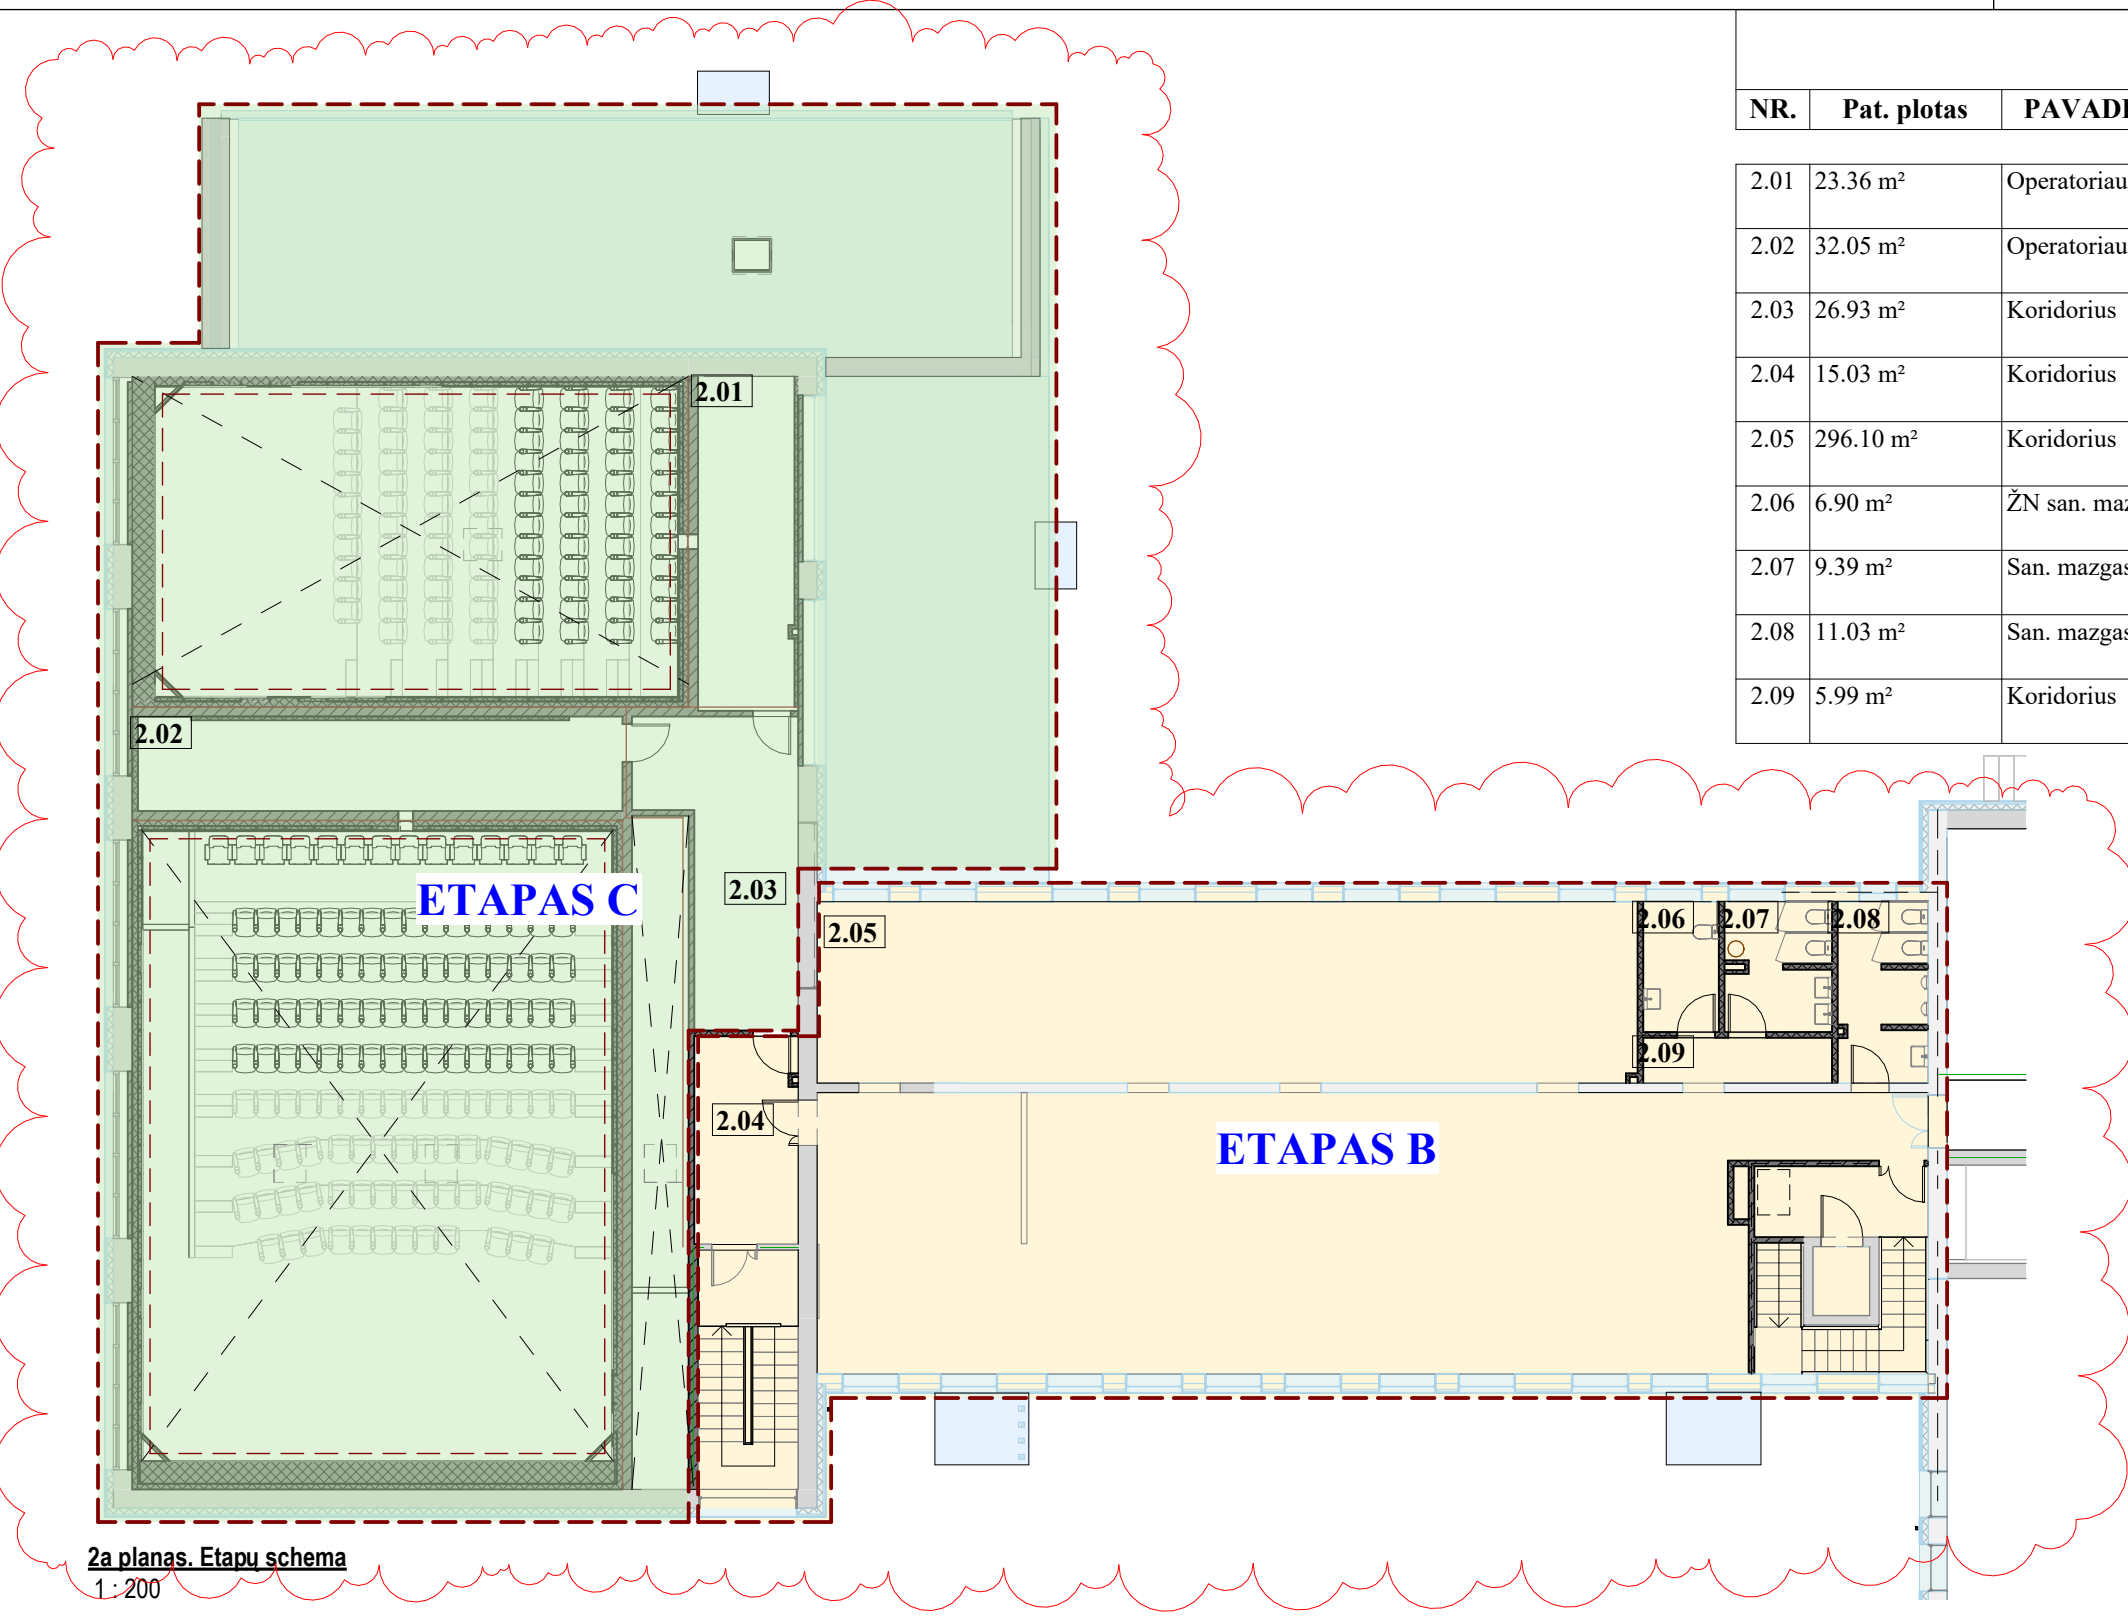 NR. Pat. plotas
2.01 23.36 m²
2.02 32.05 m²
2.03 26.93 m² Koridorius
2.04 15.03 m² Koridorius
2.05 296.10 m² Koridorius
2.06 6.90 m² ŽN san.
2.07 9.39 m² San. mazgas
2.08 11.03 m² San. mazgas
2.09 5.99 m² Koridorius
2.01
2.02
ETAPAS C
2.03
2.05
2.06
2.07
2.08
2.09
2.04
ETAPAS B
2a planas. Etapų schema
1 : 200